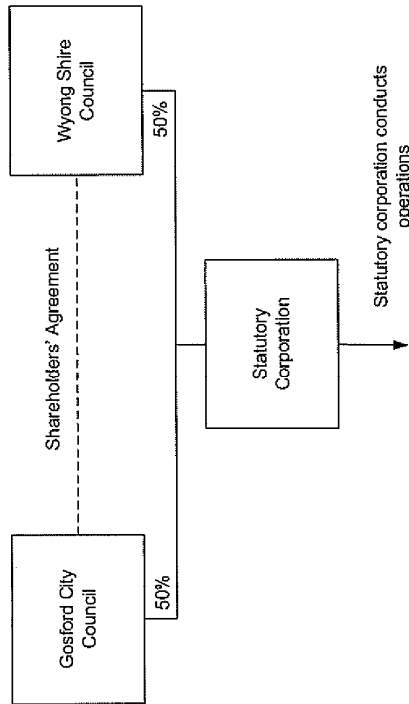 Gosford City
Council
Shareholders' Agreement
Wyong Shire
Council
50%
50%
Statutory
Corporation
Statutory corporation conducts
operations